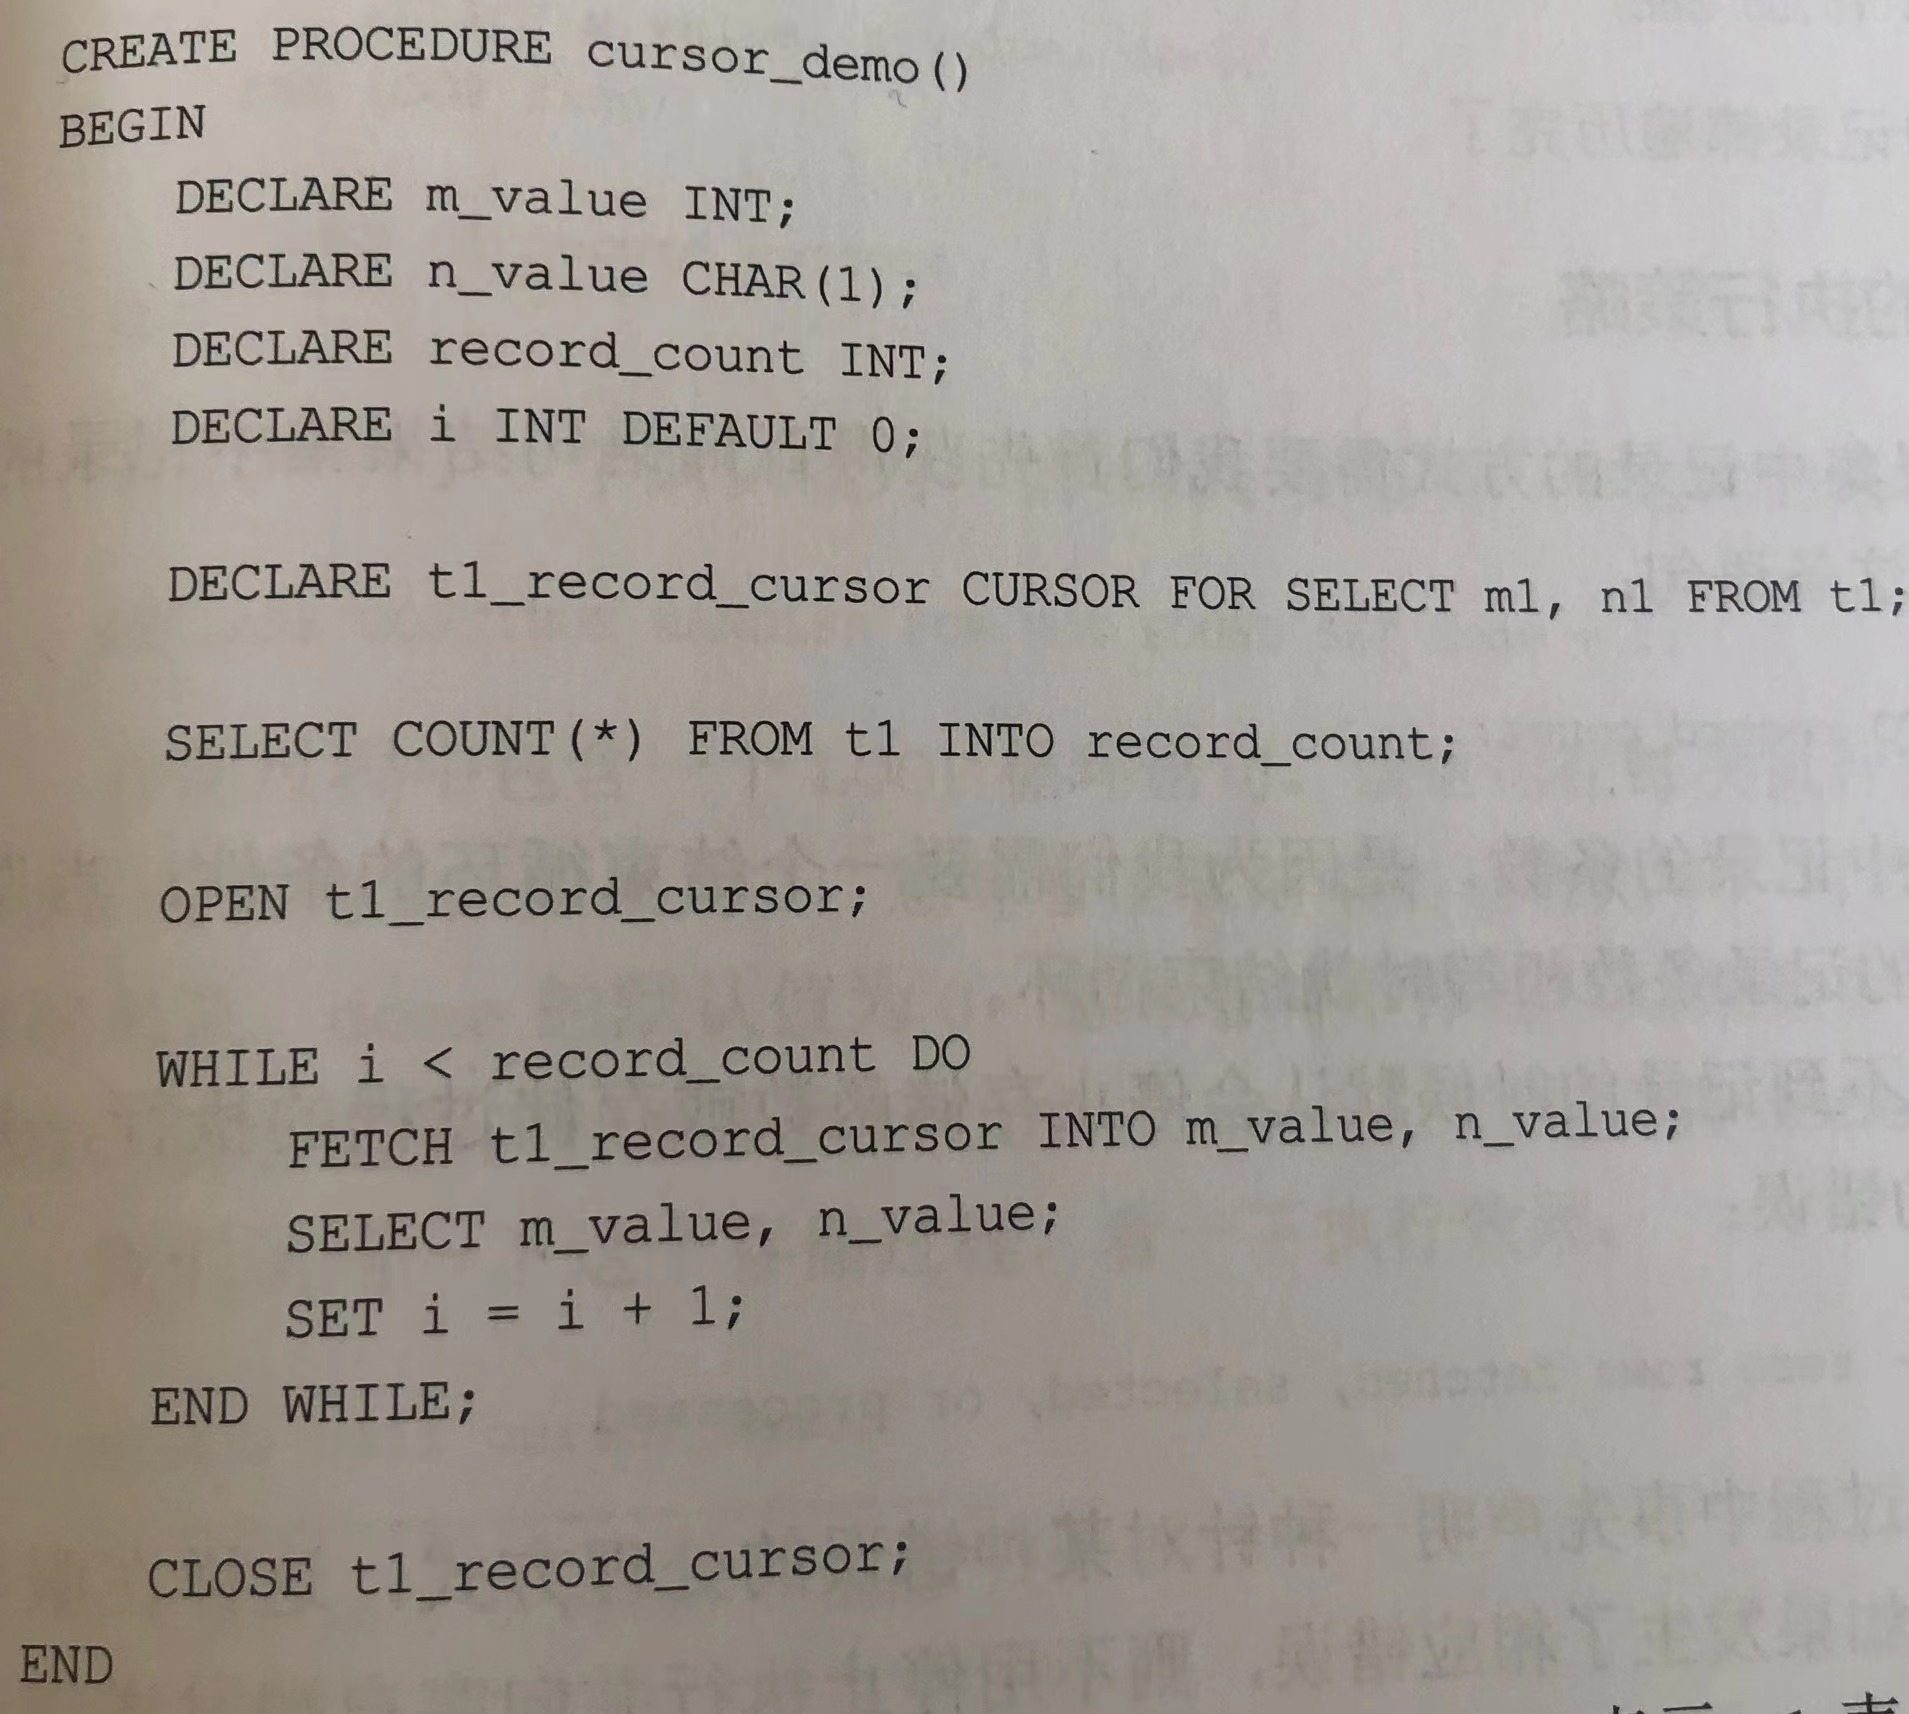 CREATE PROCEDURE cursor_demo()
BEGIN
DECLARE m_value INT;
DECLARE n_value CHAR(1);
DECLARE record_count INT;
DECLARE i INT DEFAULT 0;
DECLARE t1_record_cursor CURSOR FOR SELECT m1, n1 FROM t1;
SELECT COUNT(*) FROM t1 INTO record_count;
OPEN t1_record_cursor;
WHILE i < record_count DO
FETCH t1_record_cursor INTO m_value, n_value;
SELECT m_value, n_value;
SET i = i + 1;
END WHILE;
CLOSE t1_record_cursor;
END